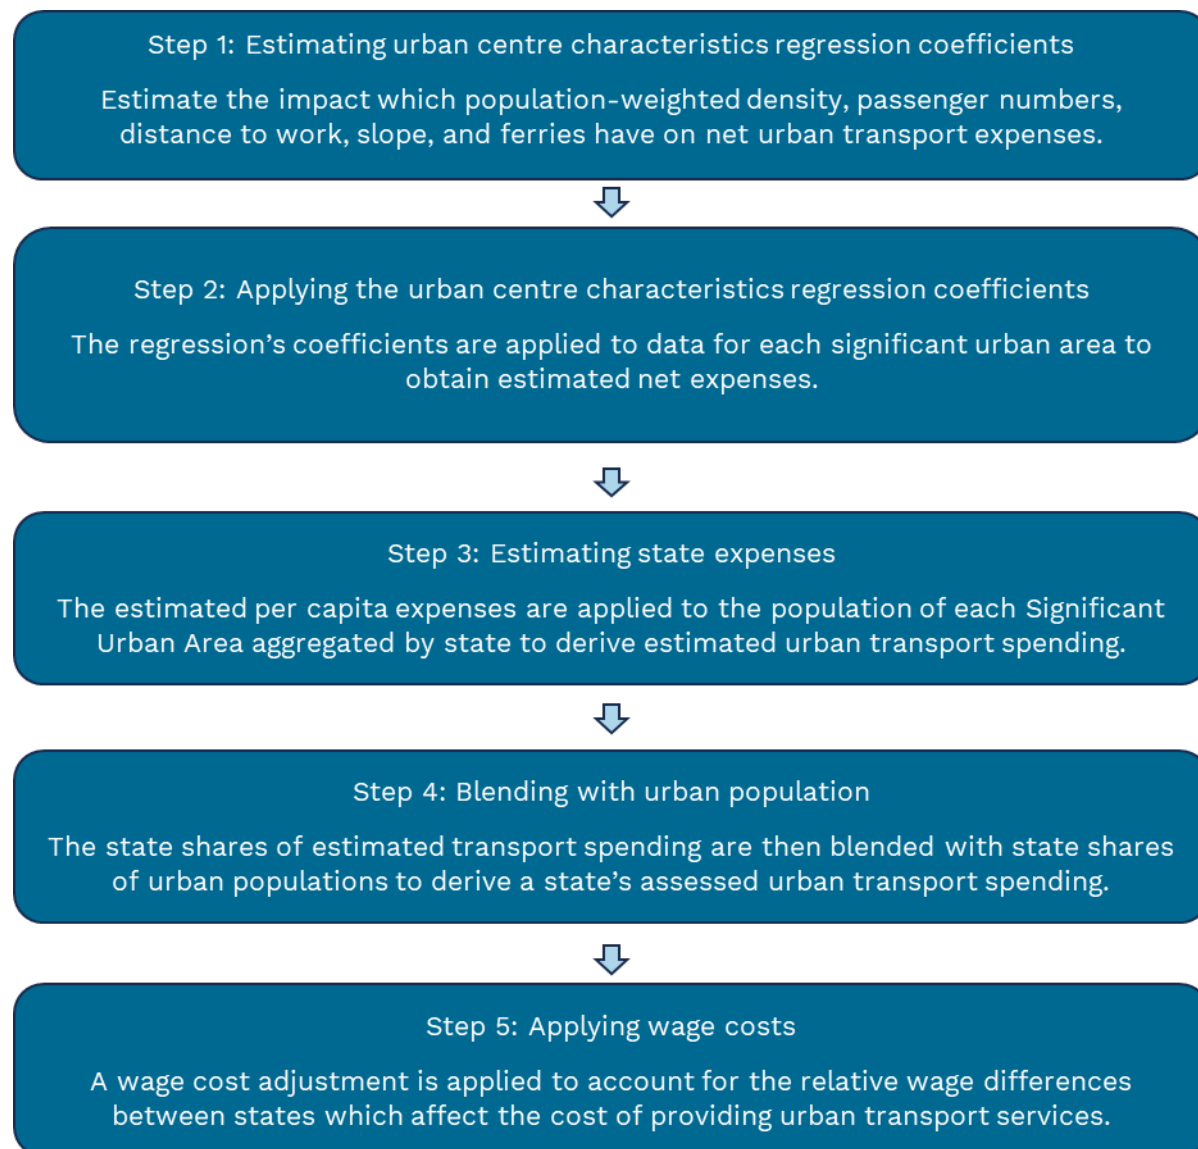 Step 1: Estimating urban centre characteristics regression coefficients
Estimate the impact which population-weighted density, passenger numbers,
distance to work, slope, and ferries have on net urban transport expenses.
Step 2: Applying the urban centre characteristics regression coefficients
The regression’s coefficients are applied to data for each significant urban area to
obtain estimated net expenses.
Step 3: Estimating state expenses
The estimated per capita expenses are applied to the population of each Significant
Urban Area aggregated by state to derive estimated urban transport spending.
Step 4: Blending with urban population
The state shares of estimated transport spending are then blended with state shares
of urban populations to derive a state’s assessed urban transport spending.
Step 5: Applying wage costs
A wage cost adjustment is applied to account for the relative wage differences
between states which affect the cost of providing urban transport services.